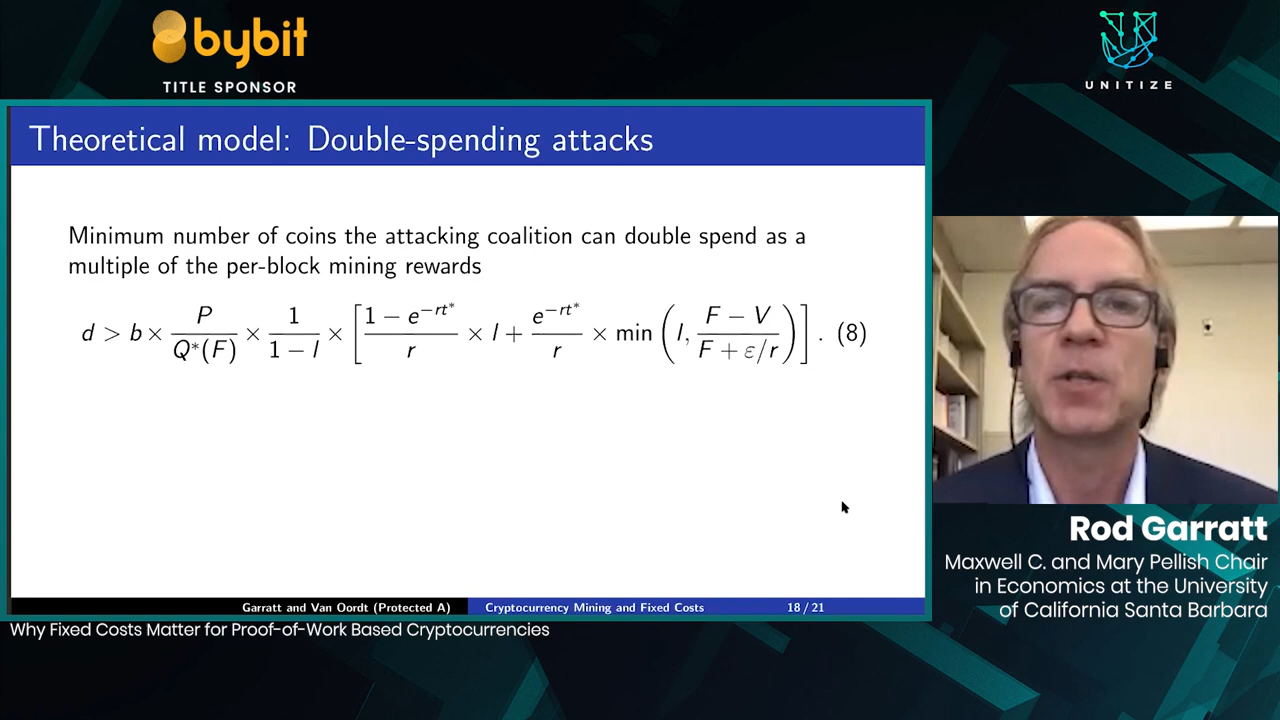 bybit
TITLE SPONSOR
UNITIZE
Theoretical model: Double-spending attacks
Minimum number of coins the attacking coalition can double spend as a
multiple of the per-block mining rewards
d > b × P/Q*(F) × 1/(1 − l) × [ (1 − e^{−rt*})/r × l + e^{−rt*}/r × min ( l, (F − V)/(F + ε/r) ) ] . (8)
Garratt and Van Oordt (Protected A) Cryptocurrency Mining and Fixed Costs 18 / 21
Why Fixed Costs Matter for Proof-of-Work Based Cryptocurrencies
Rod Garratt
Maxwell C. and Mary Pellish Chair
in Economics at the University
of California Santa Barbara